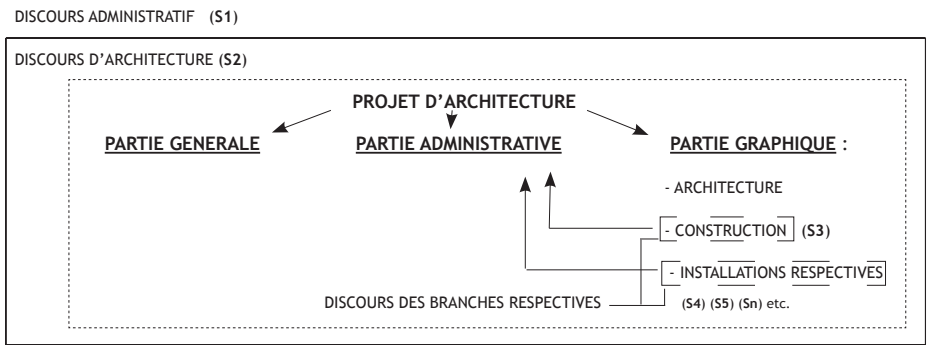 DISCOURS ADMINISTRATIF (S1)
DISCOURS D’ARCHITECTURE (S2)
PROJET D’ARCHITECTURE
PARTIE GENERALE
PARTIE ADMINISTRATIVE
PARTIE GRAPHIQUE :
- ARCHITECTURE
- CONSTRUCTION (S3)
- INSTALLATIONS RESPECTIVES
DISCOURS DES BRANCHES RESPECTIVES
(S4) (S5) (Sn) etc.